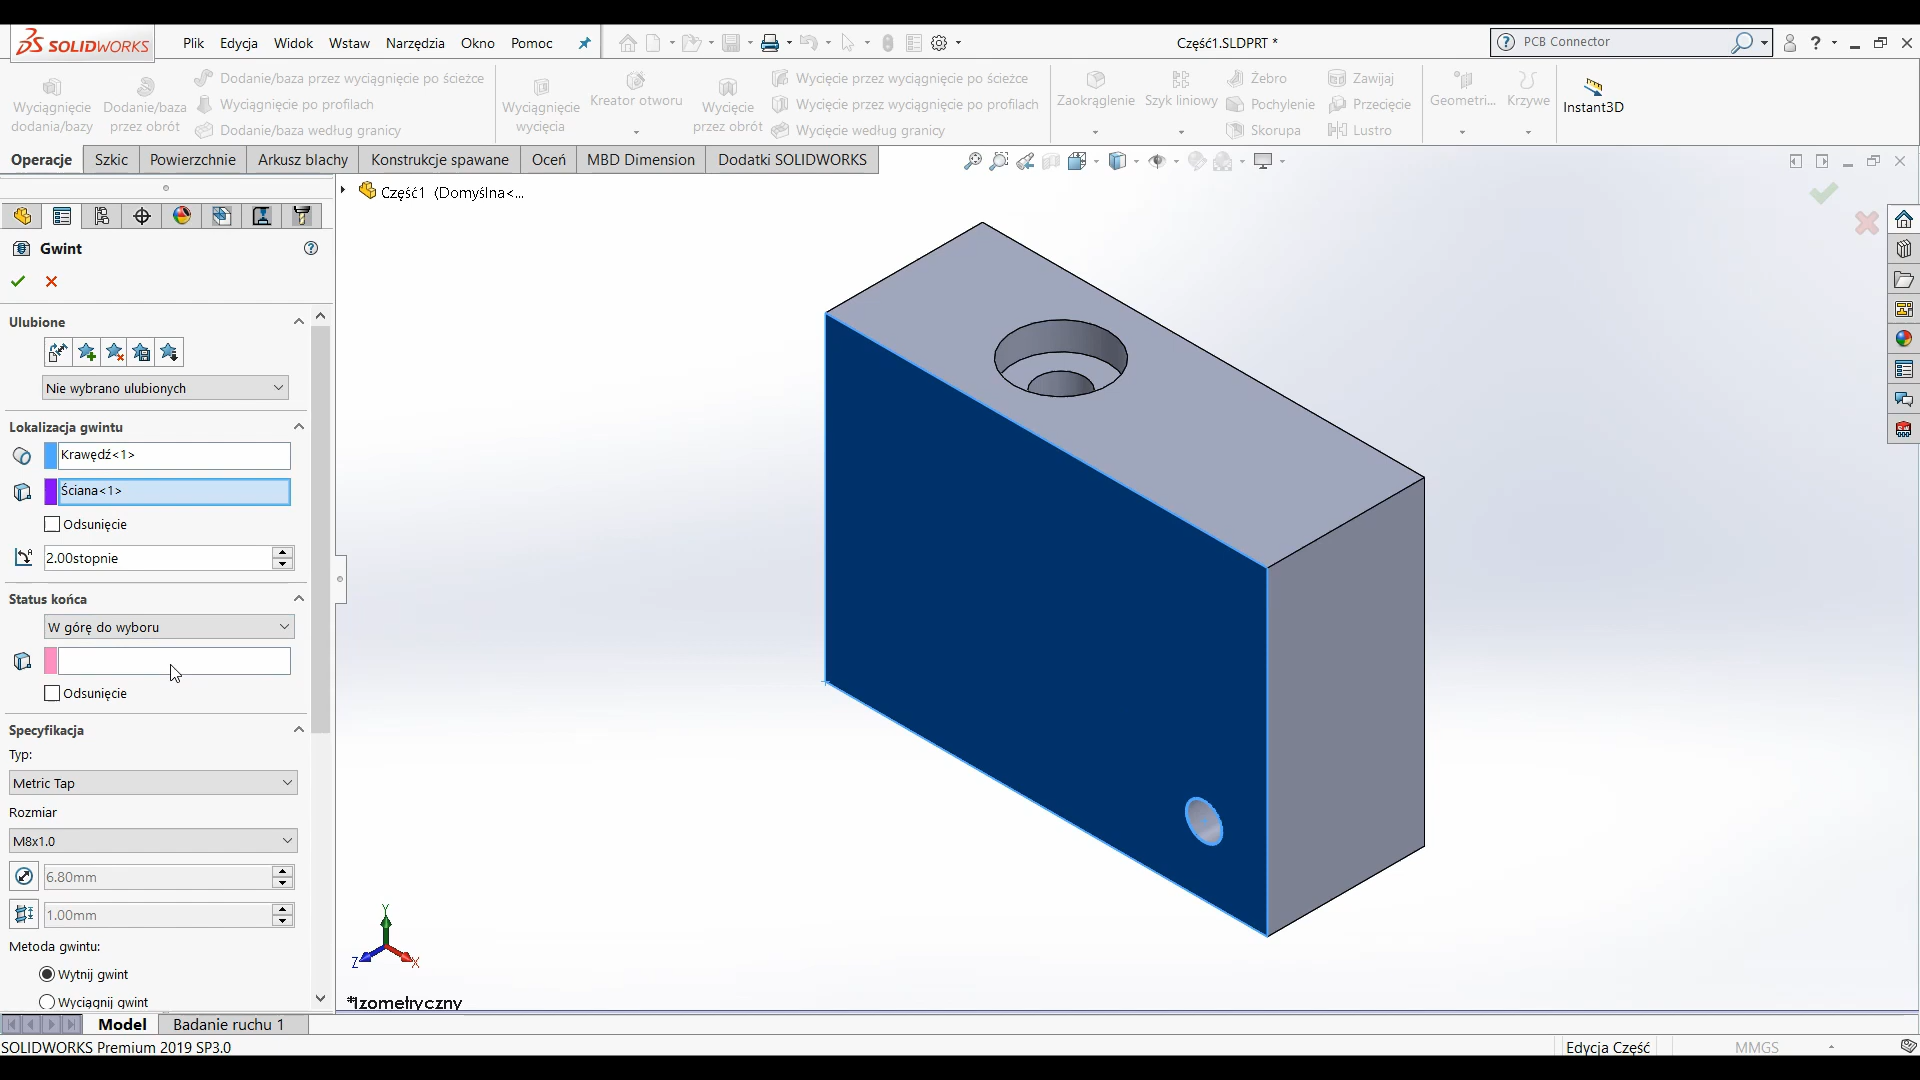 SOLIDWORKS
Plik Edycja Widok Wstaw Narzędzia Okno Pomoc
Część1.SLDPRT *
PCB Connector
Wyciągnięcie dodania/bazy
Dodanie/baza przez obrót
Dodanie/baza przez wyciągnięcie po ścieżce
Wyciągnięcie po profilach
Dodanie/baza według granicy
Wyciągnięcie wycięcia
Kreator otworu
Wycięcie przez obrót
Wycięcie przez wyciągnięcie po ścieżce
Wycięcie przez wyciągnięcie po profilach
Wycięcie według granicy
Zaokrąglenie
Szyk liniowy
Żebro
Pochylenie
Skorupa
Zawijaj
Przecięcie
Lustro
Geometri...
Krzywe
Instant3D
Operacje Szkic Powierzchnie Arkusz blachy Konstrukcje spawane Oceń MBD Dimension Dodatki SOLIDWORKS
Część1 (Domyślna<...
Gwint
Ulubione
Nie wybrano ulubionych
Lokalizacja gwintu
Krawędź<1>
Ściana<1>
Odsunięcie
2.00stopnie
Status końca
W górę do wyboru
Odsunięcie
Specyfikacja
Typ:
Metric Tap
Rozmiar
M8x1.0
6.80mm
1.00mm
Metoda gwintu:
Wytnij gwint
Wyciągnij gwint
Y
Z
X
*Izometryczny
Model Badanie ruchu 1
SOLIDWORKS Premium 2019 SP3.0
Edycja Część
MMGS